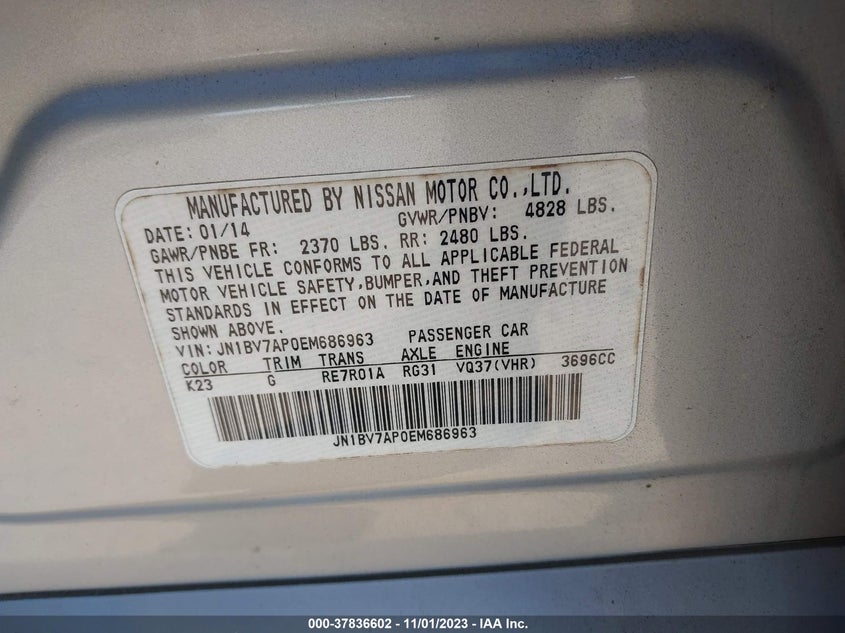 MANUFACTURED BY NISSAN MOTOR CO.,LTD.
DATE: 01/14 GVWR/PNBV: 4828 LBS.
GAWR/PNBE FR: 2370 LBS. RR: 2480 LBS.
THIS VEHICLE CONFORMS TO ALL APPLICABLE FEDERAL
MOTOR VEHICLE SAFETY,BUMPER,AND THEFT PREVENTION
STANDARDS IN EFFECT ON THE DATE OF MANUFACTURE
SHOWN ABOVE.
VIN: JN1BV7AP0EM686963 PASSENGER CAR
COLOR TRIM TRANS AXLE ENGINE
K23 G RE7R01A RG31 VQ37(VHR) 3696CC
JN1BV7AP0EM686963
000-37836602 - 11/01/2023 - IAA Inc.